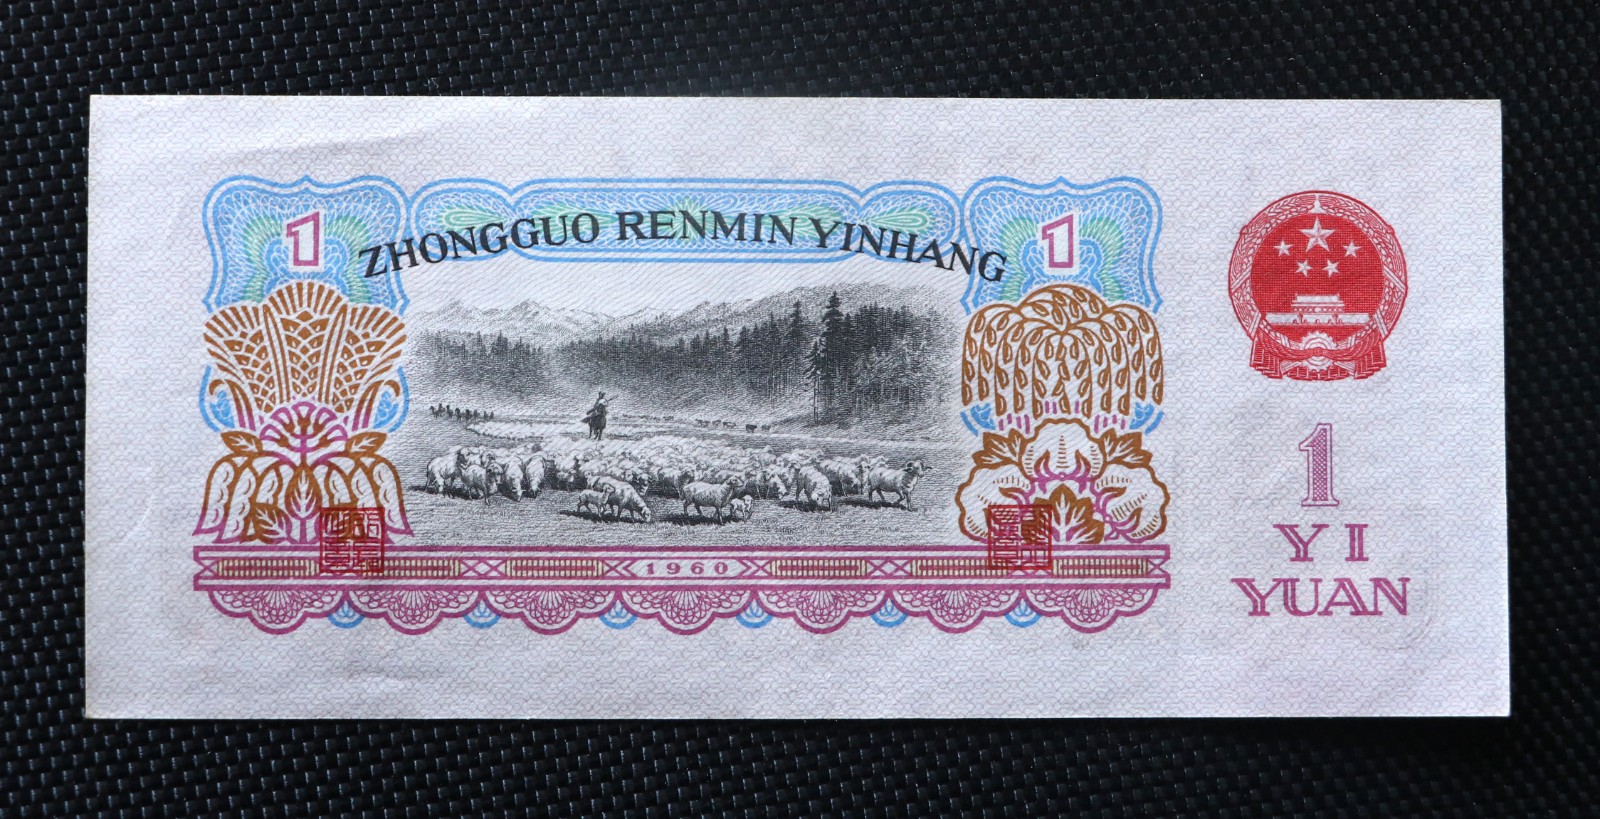 1 ZHONGGUO RENMIN YINHANG 1
1960
1
YI
YUAN